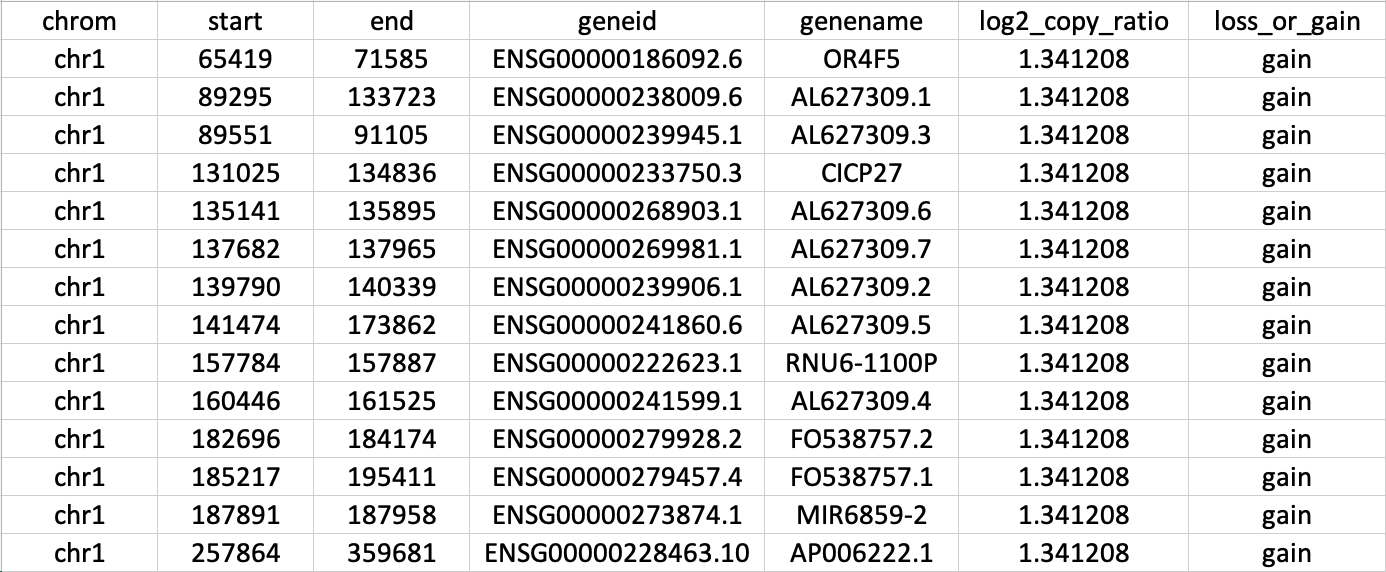 chrom start end geneid genename log2_copy_ratio loss_or_gain
chr1 65419 71585 ENSG00000186092.6 OR4F5 1.341208 gain
chr1 89295 133723 ENSG00000238009.6 AL627309.1 1.341208 gain
chr1 89551 91105 ENSG00000239945.1 AL627309.3 1.341208 gain
chr1 131025 134836 ENSG00000233750.3 CICP27 1.341208 gain
chr1 135141 135895 ENSG00000268903.1 AL627309.6 1.341208 gain
chr1 137682 137965 ENSG00000269981.1 AL627309.7 1.341208 gain
chr1 139790 140339 ENSG00000239906.1 AL627309.2 1.341208 gain
chr1 141474 173862 ENSG00000241860.6 AL627309.5 1.341208 gain
chr1 157784 157887 ENSG00000222623.1 RNU6-1100P 1.341208 gain
chr1 160446 161525 ENSG00000241599.1 AL627309.4 1.341208 gain
chr1 182696 184174 ENSG00000279928.2 FO538757.2 1.341208 gain
chr1 185217 195411 ENSG00000279457.4 FO538757.1 1.341208 gain
chr1 187891 187958 ENSG00000273874.1 MIR6859-2 1.341208 gain
chr1 257864 359681 ENSG00000228463.10 AP006222.1 1.341208 gain